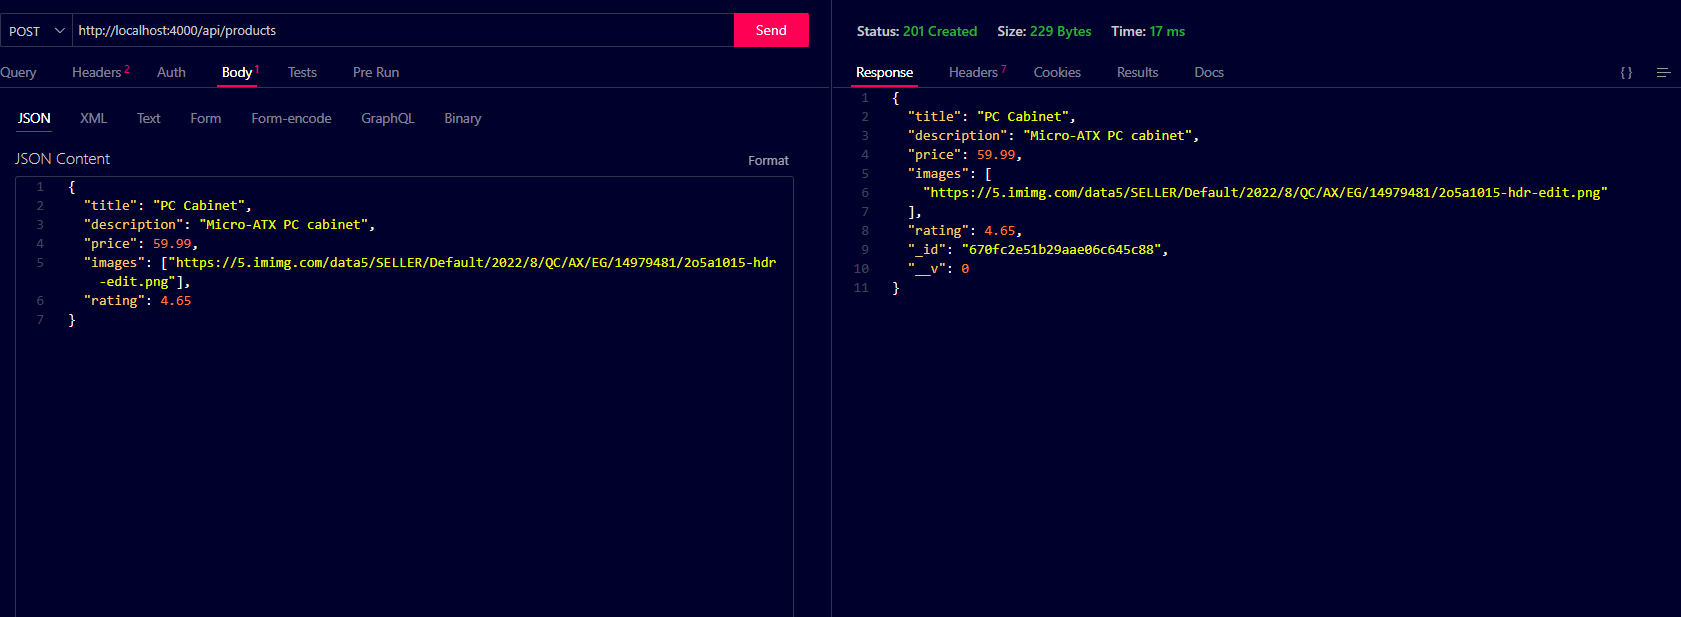 POST
http://localhost:4000/api/products
Send
Query
Headers 2
Auth
Body 1
Tests
Pre Run
JSON
XML
Text
Form
Form-encode
GraphQL
Binary
JSON Content
Format
1 {
2 "title": "PC Cabinet",
3 "description": "Micro-ATX PC cabinet",
4 "price": 59.99,
5 "images": ["https://5.imimg.com/data5/SELLER/Default/2022/8/QC/AX/EG/14979481/2o5a1015-hdr
-edit.png"],
6 "rating": 4.65
7 }
Status: 201 Created
Size: 229 Bytes
Time: 17 ms
Response
Headers 7
Cookies
Results
Docs
{ }
1 {
2 "title": "PC Cabinet",
3 "description": "Micro-ATX PC cabinet",
4 "price": 59.99,
5 "images": [
6 "https://5.imimg.com/data5/SELLER/Default/2022/8/QC/AX/EG/14979481/2o5a1015-hdr-edit.png"
7 ],
8 "rating": 4.65,
9 "_id": "670fc2e51b29aae06c645c88",
10 "__v": 0
11 }